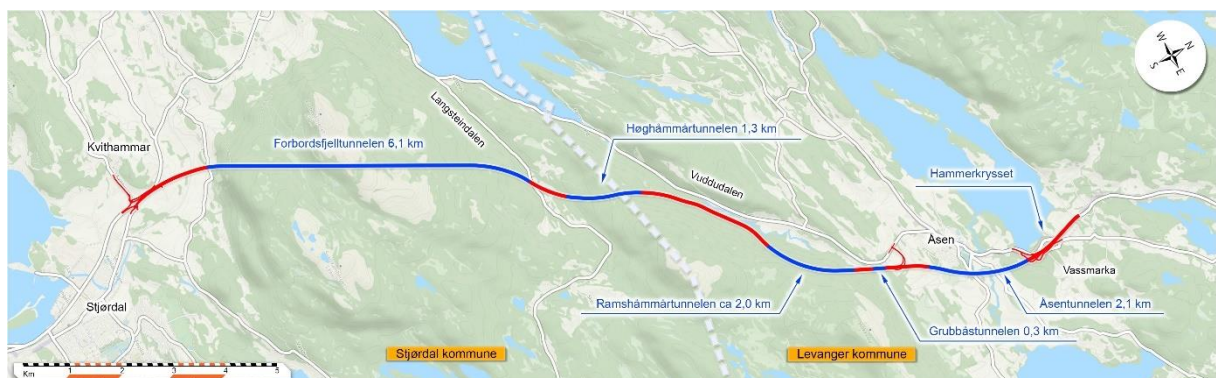 Kvithammar
Forbordsfjelltunnelen 6,1 km
Langsteindalen
Høghåmmårtunnelen 1,3 km
Vuddudalen
Hammerkrysset
Åsen
Vassmarka
Ramshåmmårtunnelen ca 2,0 km
Åsentunnelen 2,1 km
Grubbåstunnelen 0,3 km
Stjørdal
Stjørdal kommune
Levanger kommune
Km 1 2 3 4 5
N
E
S
W